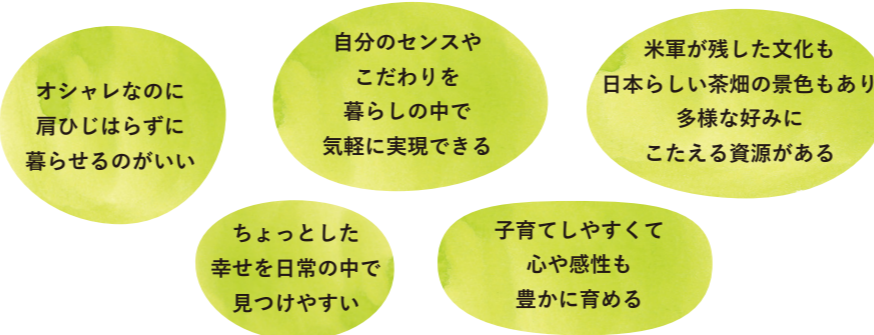 オシャレなのに
肩ひじはらずに
暮らせるのがいい
自分のセンスや
こだわりを
暮らしの中で
気軽に実現できる
米軍が残した文化も
日本らしい茶畑の景色もあり
多様な好みに
こたえる資源がある
ちょっとした
幸せを日常の中で
見つけやすい
子育てしやすくて
心や感性も
豊かに育める